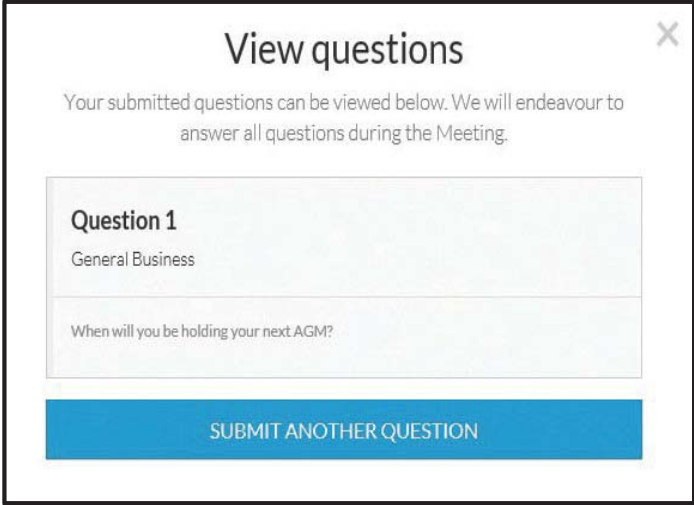 View questions
Your submitted questions can be viewed below. We will endeavour to
answer all questions during the Meeting.
Question 1
General Business
When will you be holding your next AGM?
SUBMIT ANOTHER QUESTION